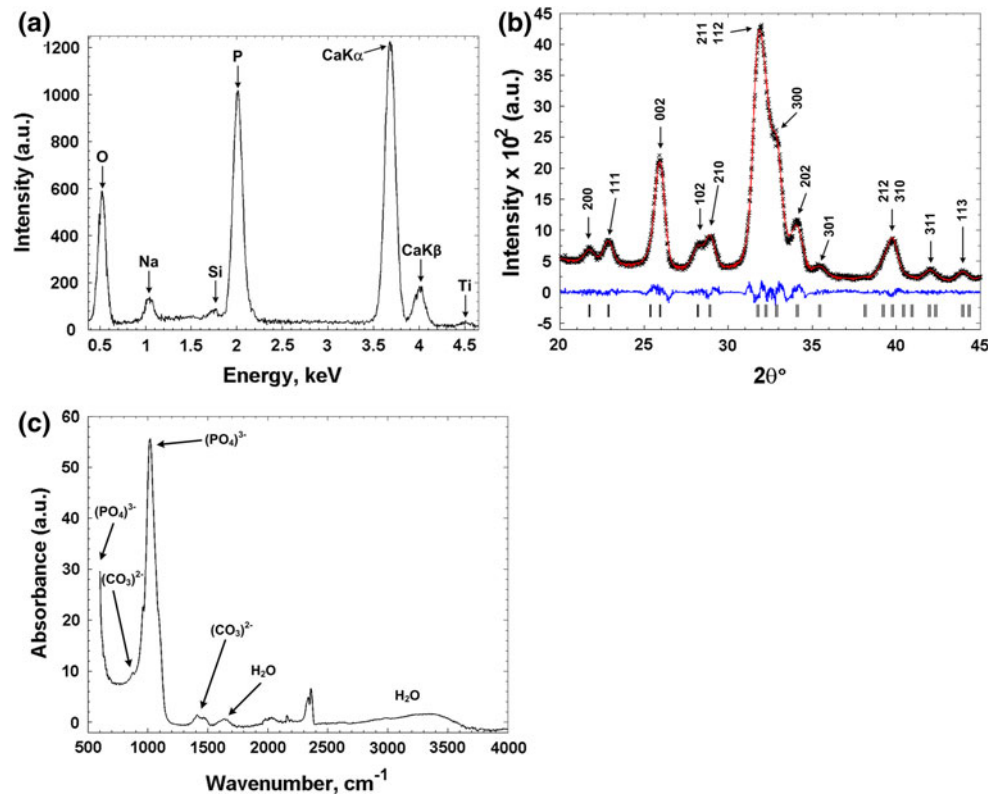 (a)
Intensity (a.u.)
1200
1000
800
600
400
200
0
O
Na
Si
P
CaKα
CaKβ
Ti
0.5 1 1.5 2 2.5 3 3.5 4 4.5
Energy, keV
(b)
Intensity x 10² (a.u.)
45
40
35
30
25
20
15
10
5
0
-5
200
111
002
102
210
211
112
300
202
301
212
310
311
113
20 25 30 35 40 45
2θ°
(c)
Absorbance (a.u.)
60
50
40
30
20
10
0
(PO₄)³⁻
(PO₄)³⁻
(CO₃)²⁻
(CO₃)²⁻
H₂O
H₂O
500 1000 1500 2000 2500 3000 3500 4000
Wavenumber, cm⁻¹